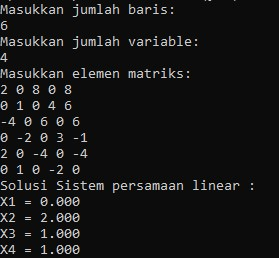 Masukkan jumlah baris:
6
Masukkan jumlah variable:
4
Masukkan elemen matriks:
2 0 8 0 8
0 1 0 4 6
-4 0 6 0 6
0 -2 0 3 -1
2 0 -4 0 -4
0 1 0 -2 0
Solusi Sistem persamaan linear :
X1 = 0.000
X2 = 2.000
X3 = 1.000
X4 = 1.000